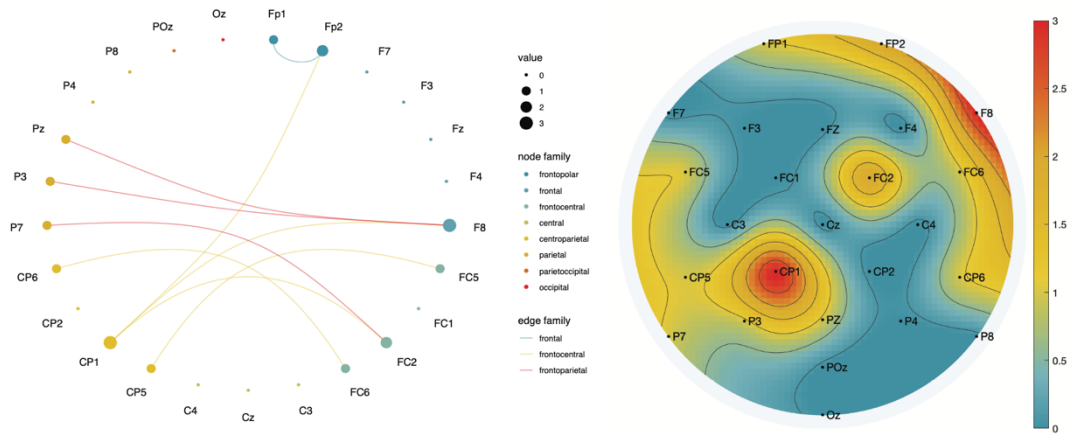 Oz
Fp1
POz
Fp2
P8
F7
P4
F3
Pz
Fz
P3
F4
P7
F8
CP6
FC5
CP2
FC1
CP1
FC2
CP5
FC6
C4
C3
Cz
value
0
1
2
3
node family
frontopolar
frontal
frontocentral
central
centroparietal
parietal
parietoccipital
occipital
edge family
frontal
frontocentral
frontoparietal
FP1
FP2
F7
F8
F3
FZ
F4
FC5
FC1
FC2
FC6
C3
Cz
C4
CP5
CP1
CP2
CP6
P7
P3
PZ
P4
P8
POz
Oz
3
2.5
2
1.5
1
0.5
0